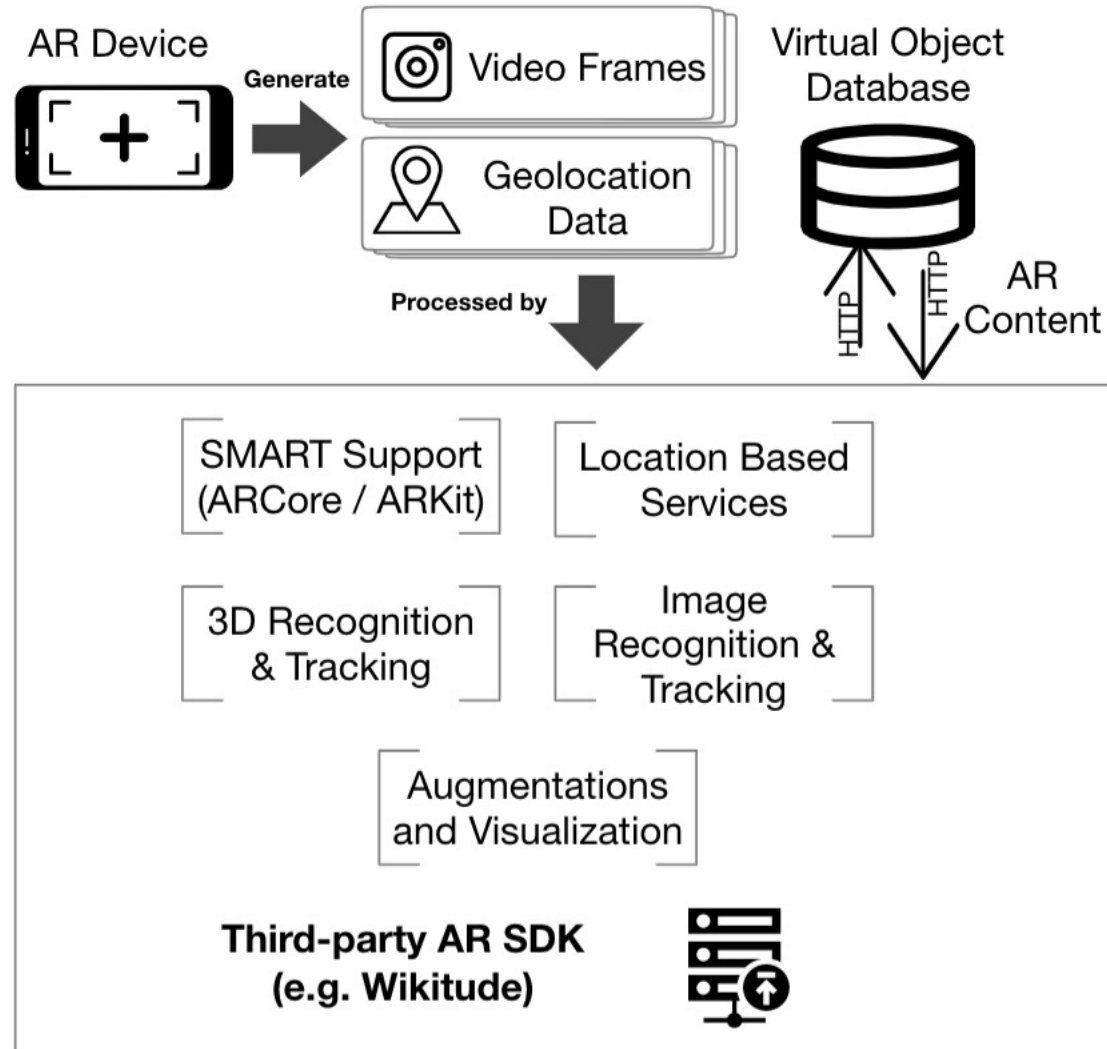 AR Device
Generate
Video Frames
Geolocation
Data
Virtual Object
Database
Processed by
HTTP
HTTP
AR
Content
SMART Support
(ARCore / ARKit)
Location Based
Services
3D Recognition
& Tracking
Image
Recognition &
Tracking
Augmentations
and Visualization
Third-party AR SDK
(e.g. Wikitude)